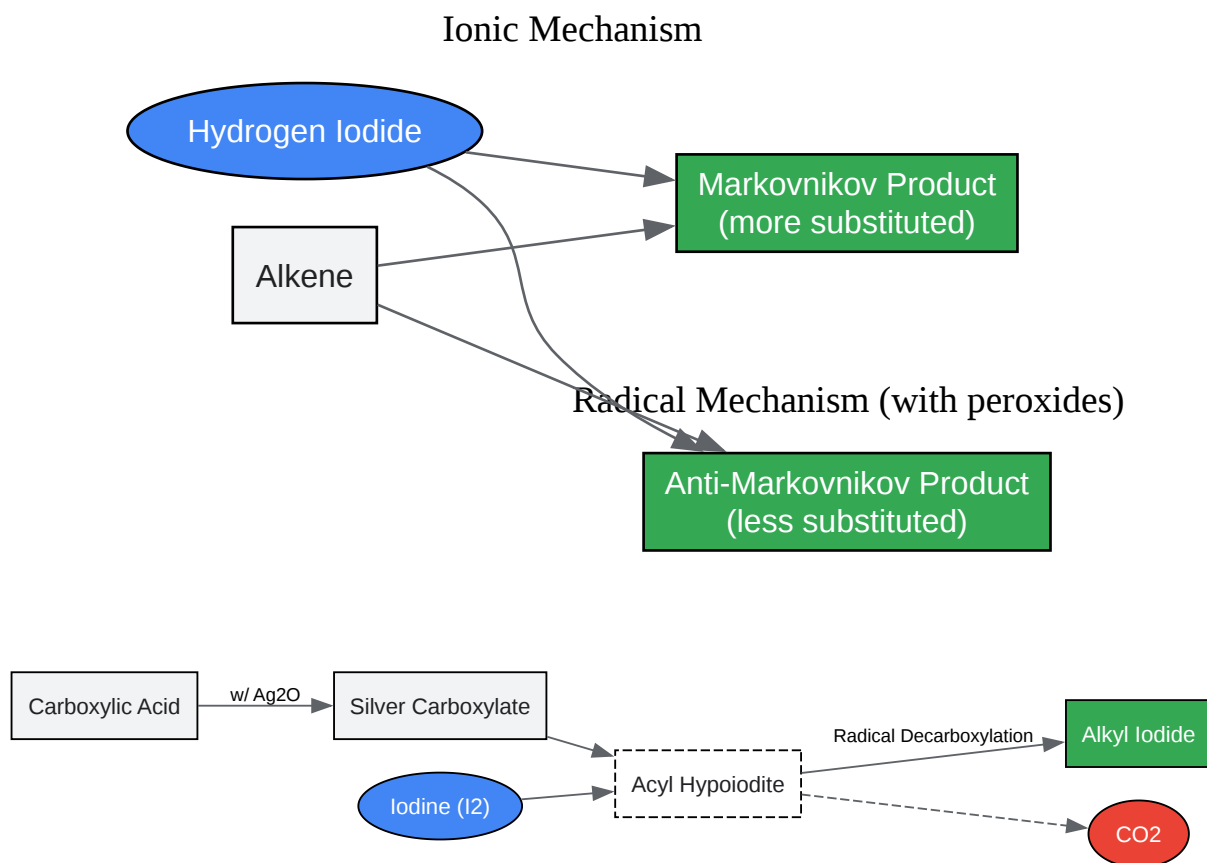 Ionic Mechanism
Hydrogen Iodide
Markovnikov Product
(more substituted)
Alkene
Radical Mechanism (with peroxides)
Anti-Markovnikov Product
(less substituted)
Carboxylic Acid
w/ Ag2O
Silver Carboxylate
Iodine (I2)
Acyl Hypoiodite
Radical Decarboxylation
Alkyl Iodide
CO2